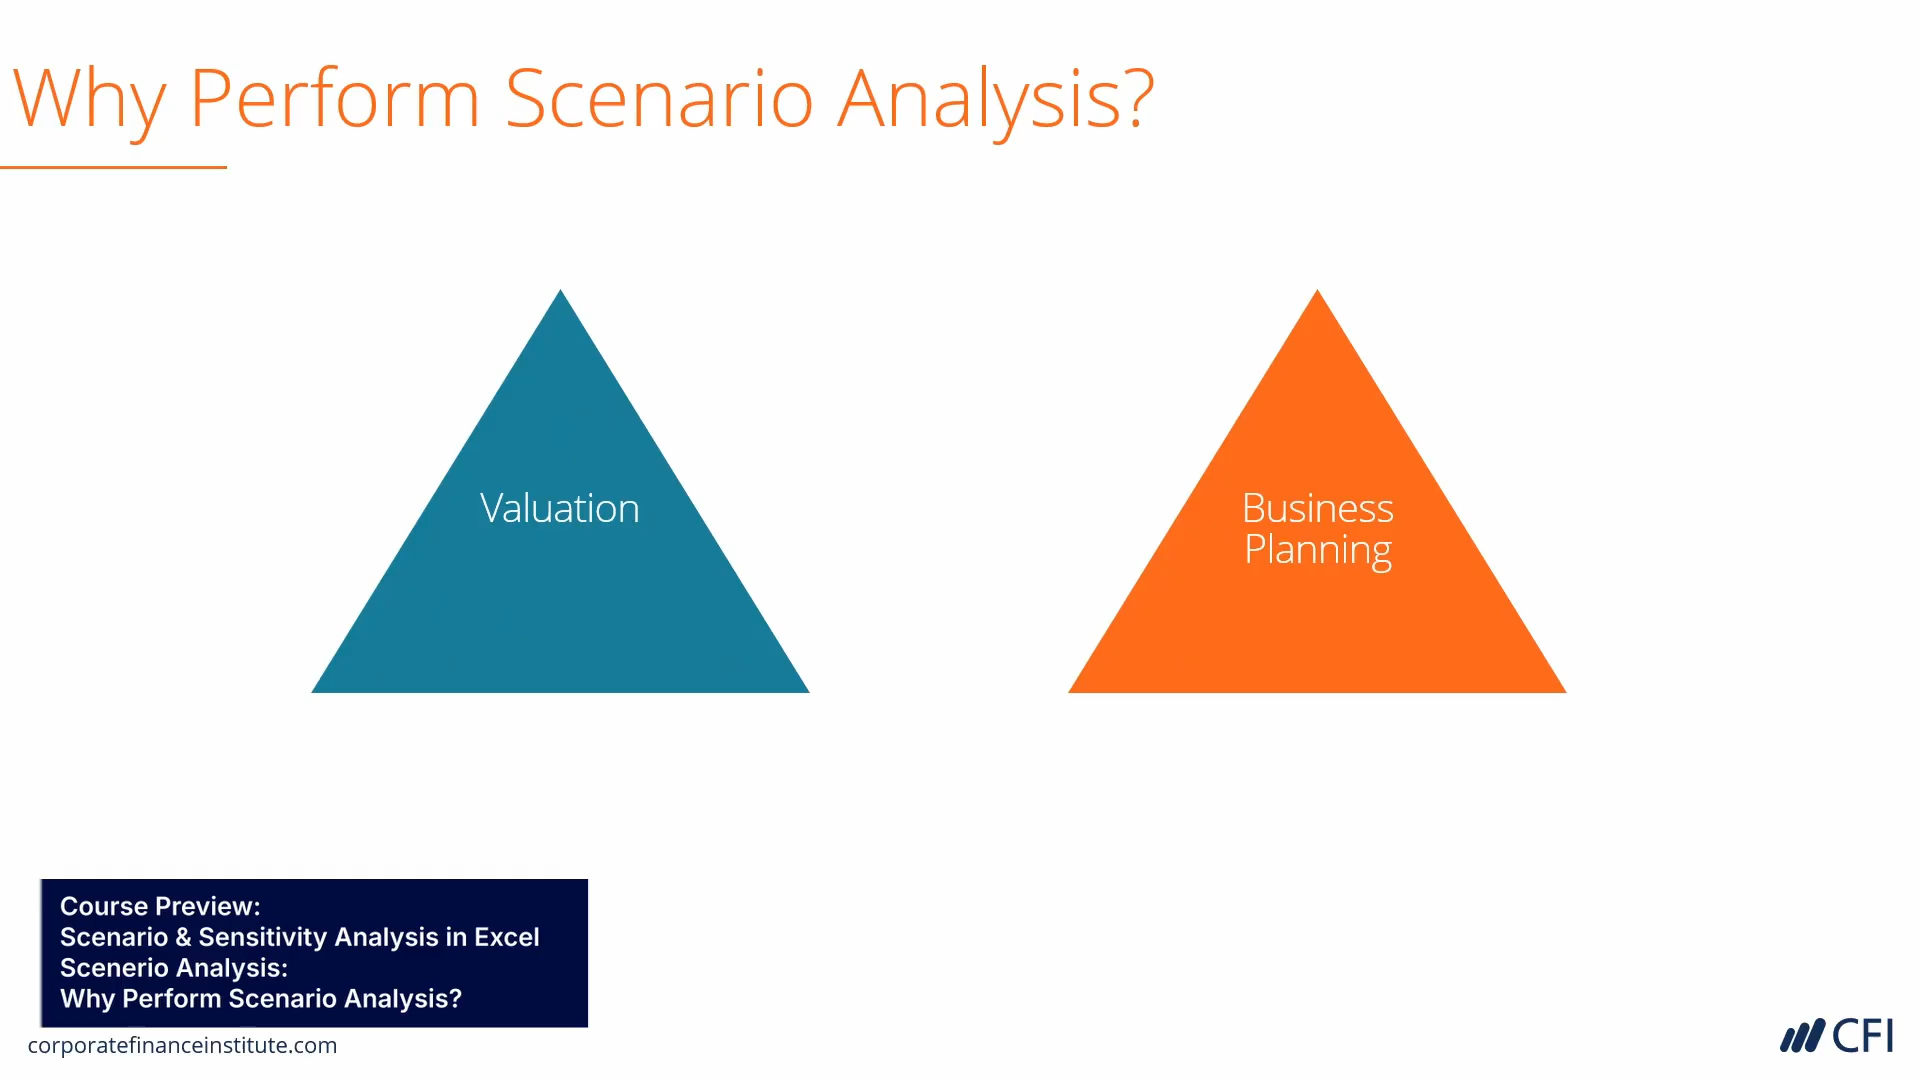 Why Perform Scenario Analysis?
Valuation
Business
Planning
Course Preview:
Scenario & Sensitivity Analysis in Excel
Scenerio Analysis:
Why Perform Scenario Analysis?
corporatefinanceinstitute.com
CFI